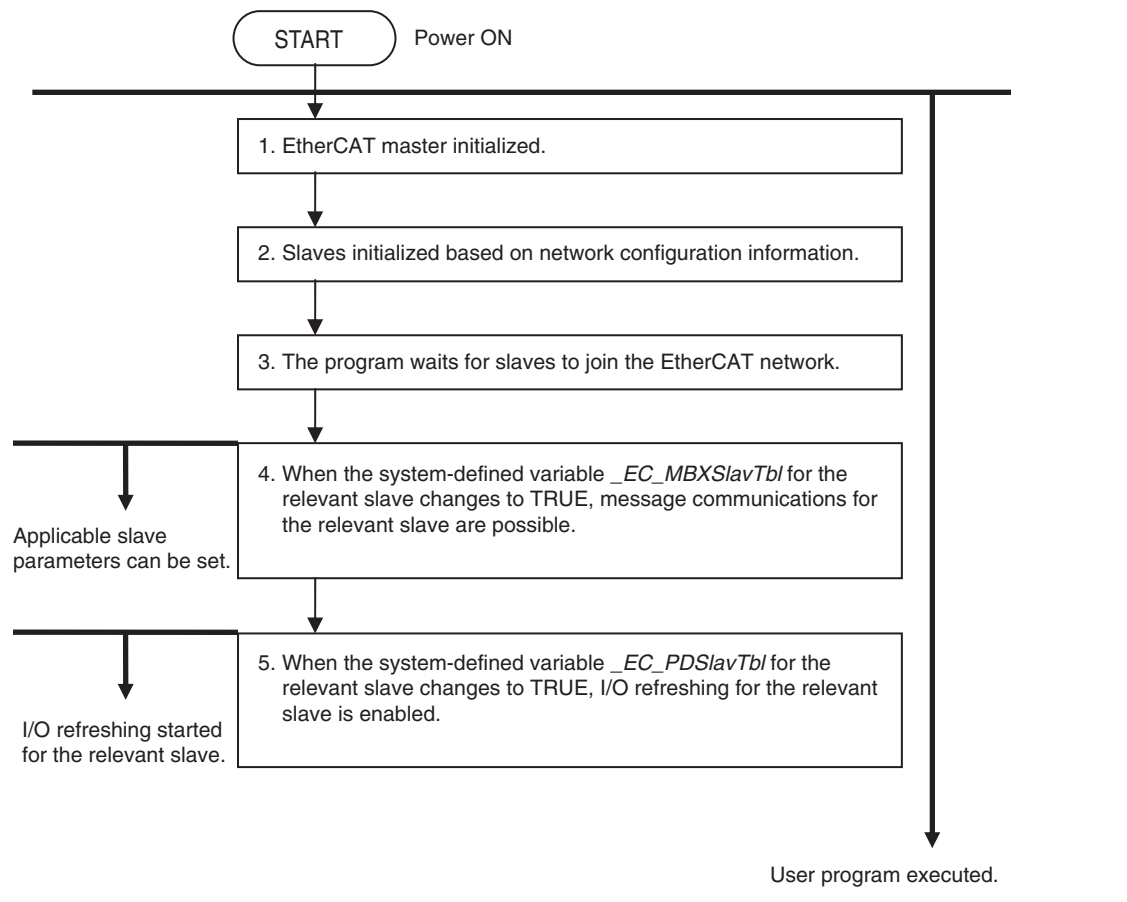 START
Power ON
1. EtherCAT master initialized.
2. Slaves initialized based on network configuration information.
3. The program waits for slaves to join the EtherCAT network.
4. When the system-defined variable _EC_MBXSlavTbl for the
relevant slave changes to TRUE, message communications for
the relevant slave are possible.
Applicable slave
parameters can be set.
5. When the system-defined variable _EC_PDSlavTbl for the
relevant slave changes to TRUE, I/O refreshing for the relevant
slave is enabled.
I/O refreshing started
for the relevant slave.
User program executed.